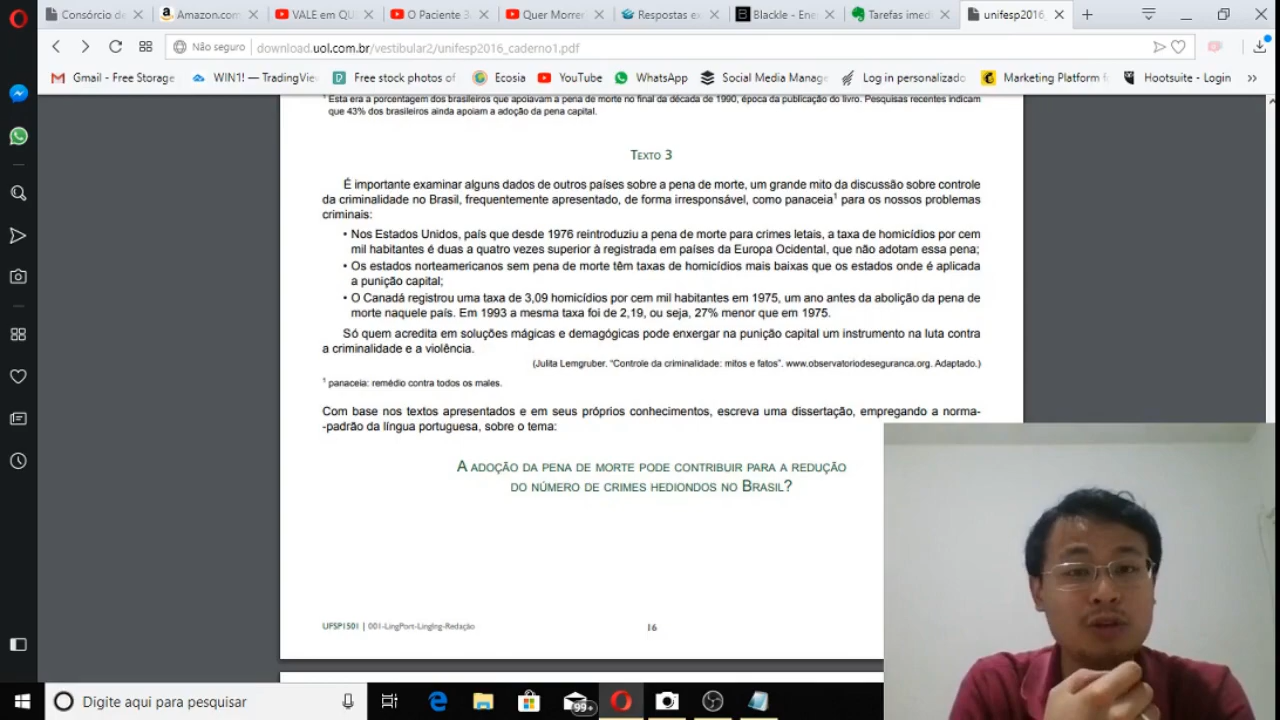 Consórcio de
Amazon.com
VALE em QU
O Paciente 3
Quer Morre
Respostas ex
Blackle - Ene
Tarefas imed
unifesp2016_
Não seguro
download.uol.com.br/vestibular2/unifesp2016_caderno1.pdf
Gmail - Free Storage
WIN1! — TradingVie
Free stock photos of
Ecosia
YouTube
WhatsApp
Social Media Manag
Log in personalizado
Marketing Platform f
Hootsuite - Login
1 Esta era a porcentagem dos brasileiros que apoiavam a pena de morte no final da década de 1990, época da publicação do livro. Pesquisas recentes indicam
que 43% dos brasileiros ainda apoiam a adoção da pena capital.
Texto 3
É importante examinar alguns dados de outros países sobre a pena de morte, um grande mito da discussão sobre controle
da criminalidade no Brasil, frequentemente apresentado, de forma irresponsável, como panaceia1 para os nossos problemas
criminais:
• Nos Estados Unidos, país que desde 1976 reintroduziu a pena de morte para crimes letais, a taxa de homicídios por cem
mil habitantes é duas a quatro vezes superior à registrada em países da Europa Ocidental, que não adotam essa pena;
• Os estados norteamericanos sem pena de morte têm taxas de homicídios mais baixas que os estados onde é aplicada
a punição capital;
• O Canadá registrou uma taxa de 3,09 homicídios por cem mil habitantes em 1975, um ano antes da abolição da pena de
morte naquele país. Em 1993 a mesma taxa foi de 2,19, ou seja, 27% menor que em 1975.
Só quem acredita em soluções mágicas e demagógicas pode enxergar na punição capital um instrumento na luta contra
a criminalidade e a violência.
(Julita Lemgruber. “Controle da criminalidade: mitos e fatos”. www.observatoriodeseguranca.org. Adaptado.)
1 panaceia: remédio contra todos os males.
Com base nos textos apresentados e em seus próprios conhecimentos, escreva uma dissertação, empregando a norma-
-padrão da língua portuguesa, sobre o tema:
A adoção da pena de morte pode contribuir para a redução
do número de crimes hediondos no Brasil?
UFSP1501 | 001-LingPort-LingIng-Redação
16
Digite aqui para pesquisar
99+